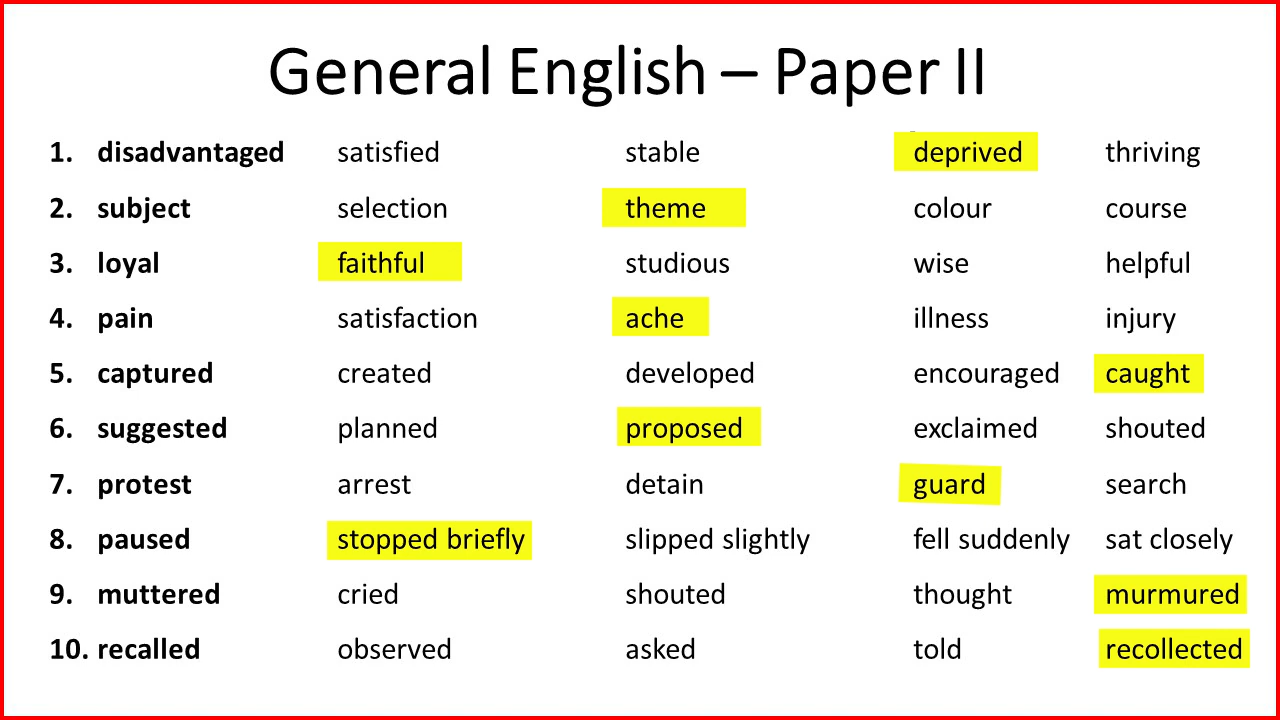 General English – Paper II
1. disadvantaged satisfied stable deprived thriving
2. subject selection theme colour course
3. loyal faithful studious wise helpful
4. pain satisfaction ache illness injury
5. captured created developed encouraged caught
6. suggested planned proposed exclaimed shouted
7. protest arrest detain guard search
8. paused stopped briefly slipped slightly fell suddenly sat closely
9. muttered cried shouted thought murmured
10. recalled observed asked told recollected